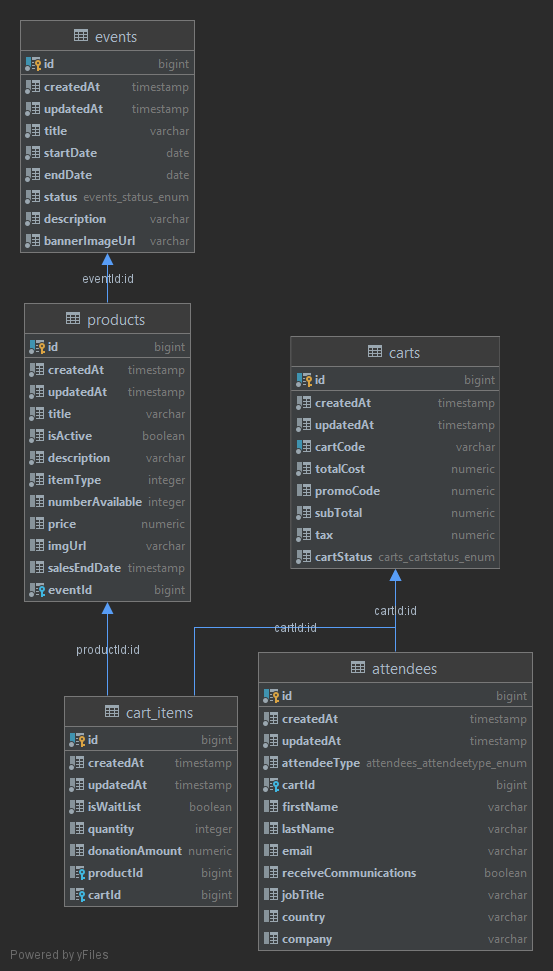 events
id bigint
createdAt timestamp
updatedAt timestamp
title varchar
startDate date
endDate date
status events_status_enum
description varchar
bannerImageUrl varchar
eventId:id
products
id bigint
createdAt timestamp
updatedAt timestamp
title varchar
isActive boolean
description varchar
itemType integer
numberAvailable integer
price numeric
imgUrl varchar
salesEndDate timestamp
eventId bigint
carts
id bigint
createdAt timestamp
updatedAt timestamp
cartCode varchar
totalCost numeric
promoCode numeric
subTotal numeric
tax numeric
cartStatus carts_cartstatus_enum
cartId:id
cartId:id
productId:id
cart_items
id bigint
createdAt timestamp
updatedAt timestamp
isWaitList boolean
quantity integer
donationAmount numeric
productId bigint
cartId bigint
attendees
id bigint
createdAt timestamp
updatedAt timestamp
attendeeType attendees_attendeetype_enum
cartId bigint
firstName varchar
lastName varchar
email varchar
receiveCommunications boolean
jobTitle varchar
country varchar
company varchar
Powered by yFiles